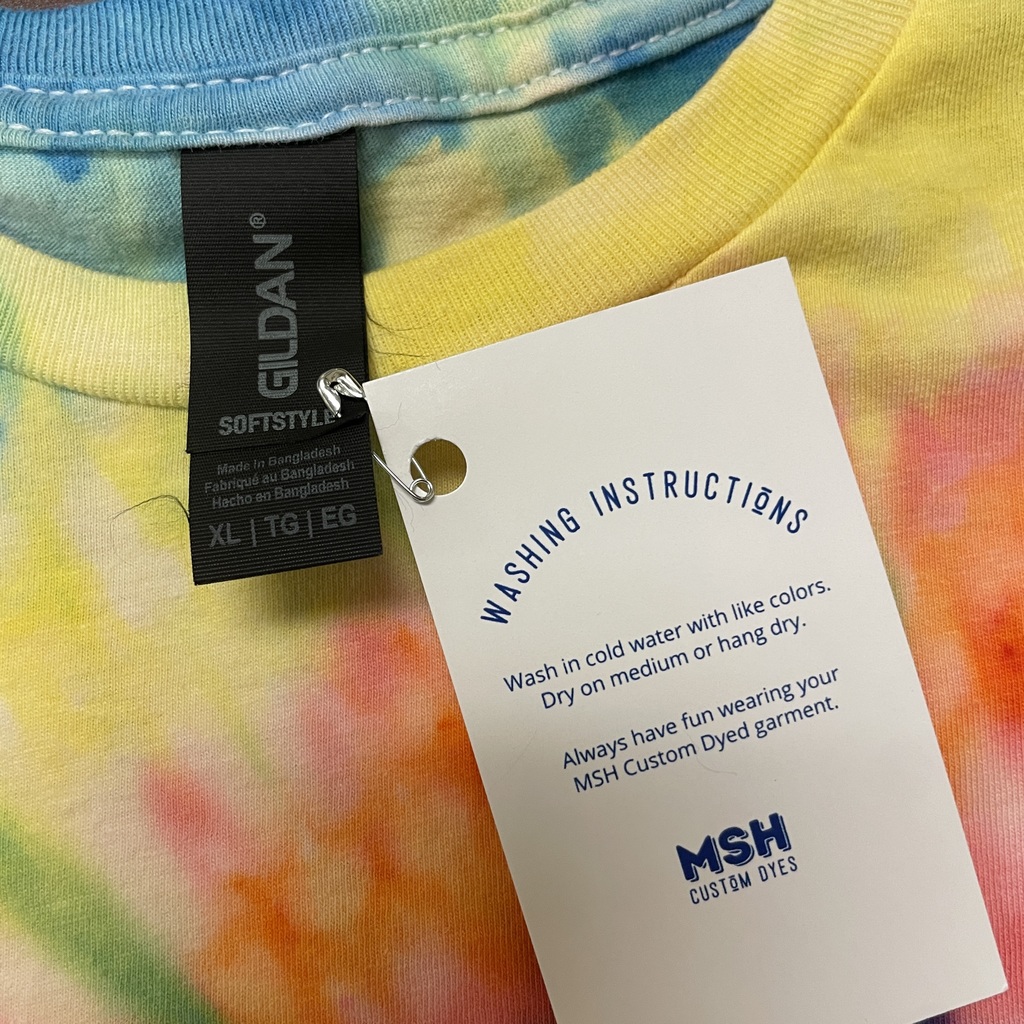 GILDAN®
SOFTSTYLE
Made in Bangladesh
Fabriqué au Bangladesh
Hecho en Bangladesh
XL | TG | EG
WASHING INSTRUCTIONS
Wash in cold water with like colors.
Dry on medium or hang dry.
Always have fun wearing your
MSH Custom Dyed garment.
MSH
CUSTOM DYES